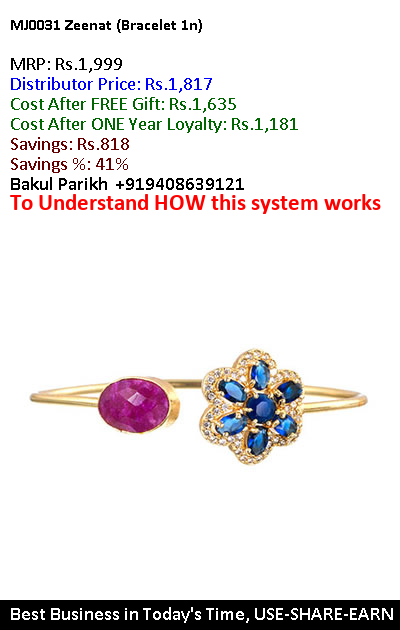 MJ0031 Zeenat (Bracelet 1n)
MRP: Rs.1,999
Distributor Price: Rs.1,817
Cost After FREE Gift: Rs.1,635
Cost After ONE Year Loyalty: Rs.1,181
Savings: Rs.818
Savings %: 41%
Bakul Parikh +919408639121
To Understand HOW this system works
Best Business in Today's Time, USE-SHARE-EARN